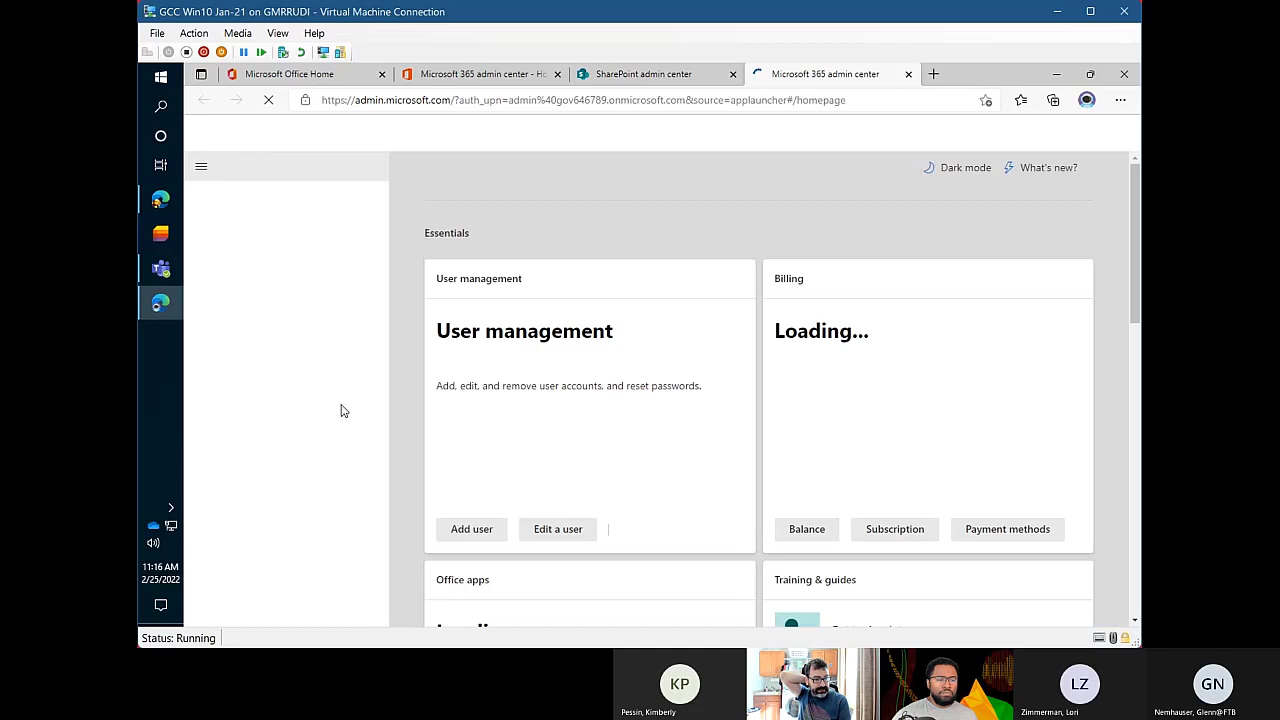 GCC Win10 Jan-21 on GMRRUDI - Virtual Machine Connection
File Action Media View Help
Microsoft Office Home
Microsoft 365 admin center - Ho
SharePoint admin center
Microsoft 365 admin center
https://admin.microsoft.com/?auth_upn=admin%40gov646789.onmicrosoft.com&source=applauncher#/homepage
Dark mode
What's new?
Essentials
User management
Billing
User management
Loading...
Add, edit, and remove user accounts, and reset passwords.
Add user
Edit a user
Balance
Subscription
Payment methods
Office apps
Training & guides
11:16 AM
2/25/2022
Status: Running
KP
LZ
GN
Pessin, Kimberly
Zimmerman, Lori
Nemhauser, Glenn@FTB